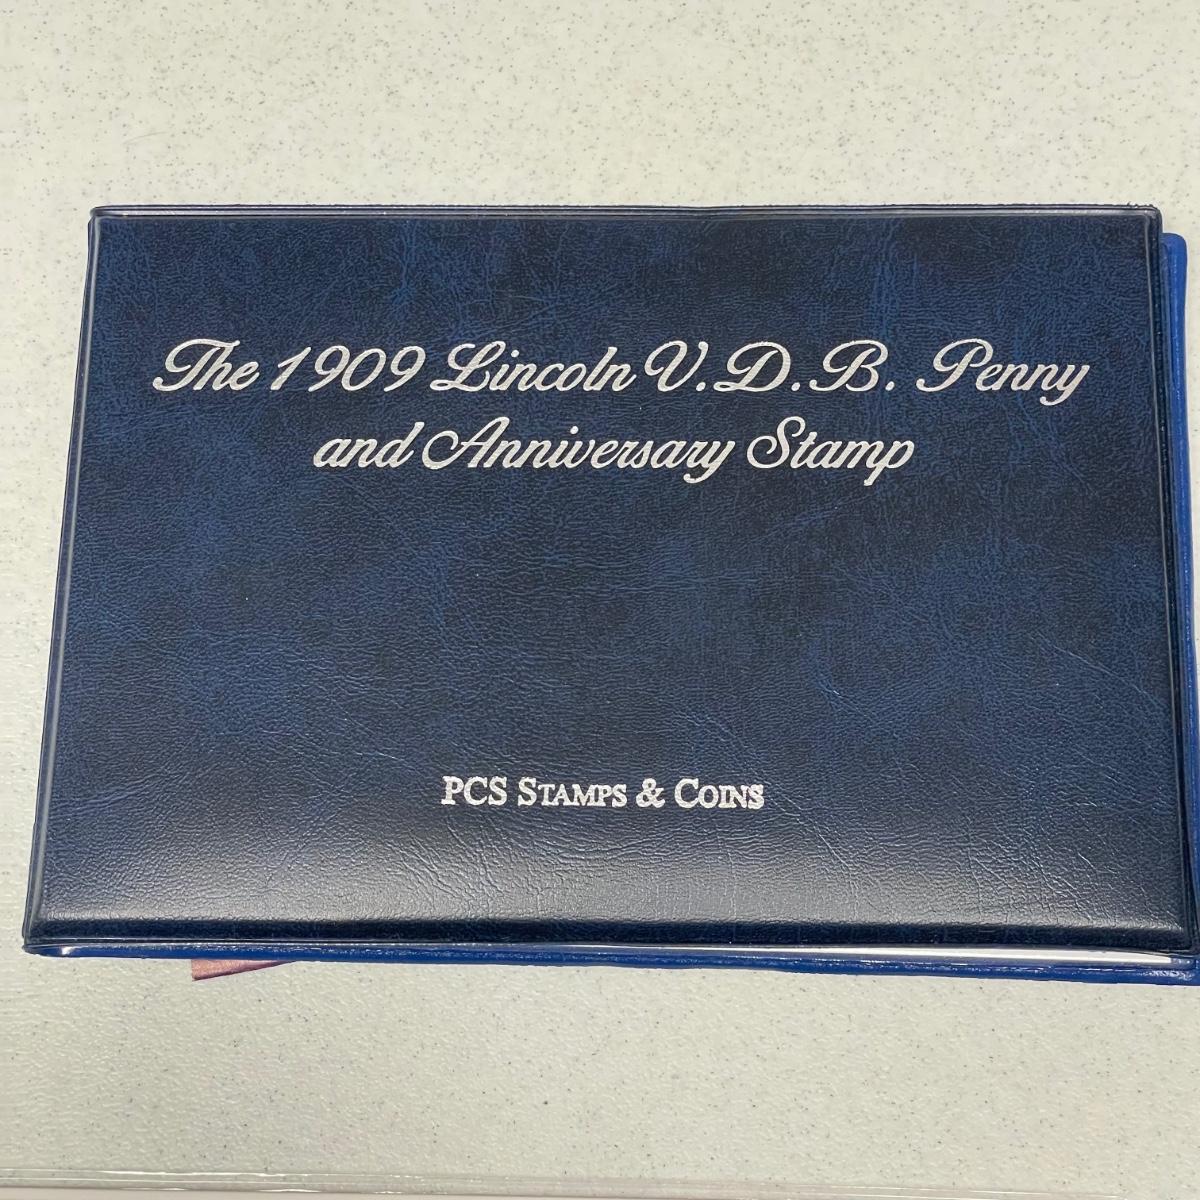 The 1909 Lincoln V.D.B. Penny
and Anniversary Stamp
PCS STAMPS & COINS